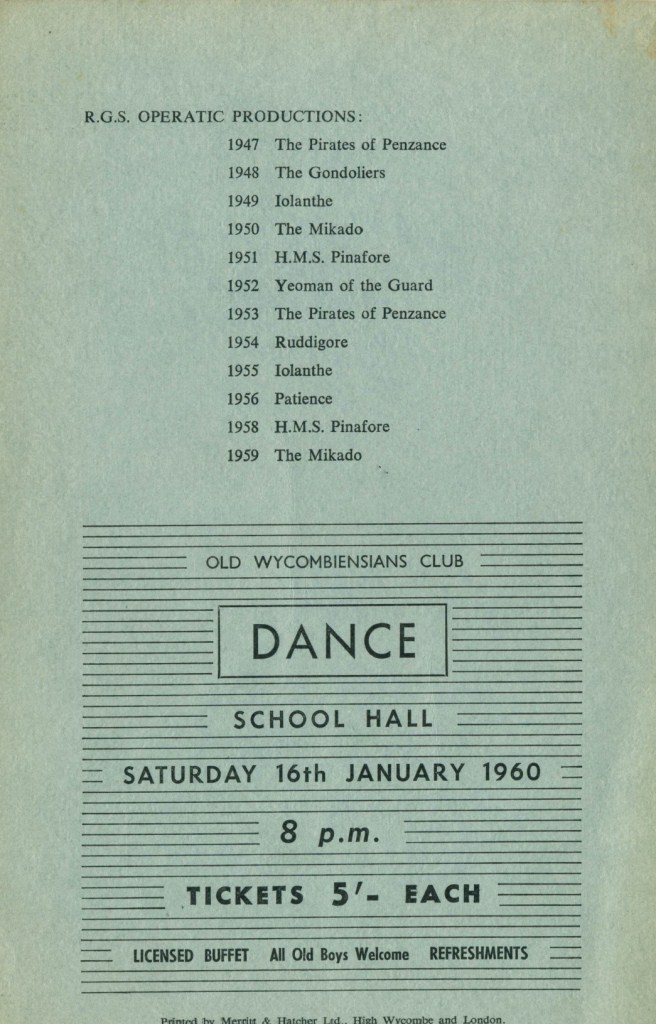 R.G.S. OPERATIC PRODUCTIONS:
1947 The Pirates of Penzance
1948 The Gondoliers
1949 Iolanthe
1950 The Mikado
1951 H.M.S. Pinafore
1952 Yeoman of the Guard
1953 The Pirates of Penzance
1954 Ruddigore
1955 Iolanthe
1956 Patience
1958 H.M.S. Pinafore
1959 The Mikado
OLD WYCOMBIENSIANS CLUB
DANCE
SCHOOL HALL
SATURDAY 16th JANUARY 1960
8 p.m.
TICKETS 5'- EACH
LICENSED BUFFET All Old Boys Welcome REFRESHMENTS
Printed by Merritt & Hatcher Ltd., High Wycombe and London.